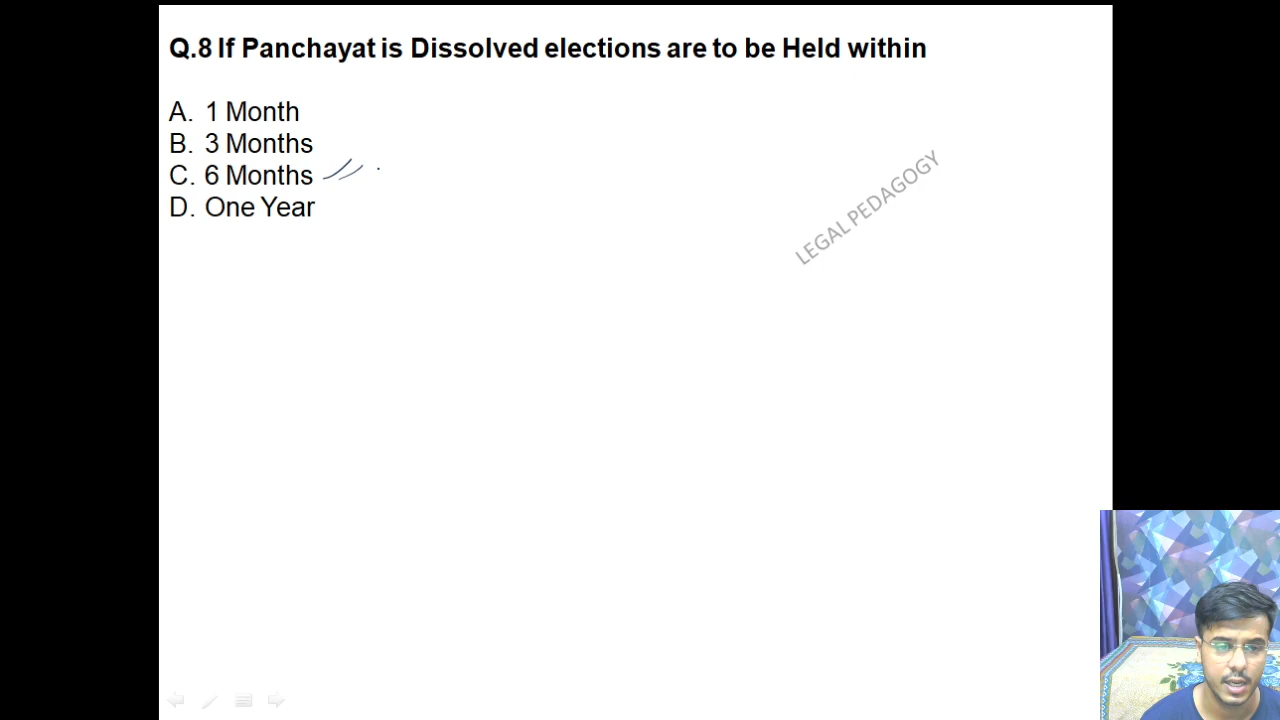 Q.8 If Panchayat is Dissolved elections are to be Held within
A. 1 Month
B. 3 Months
C. 6 Months
D. One Year
LEGAL PEDAGOGY